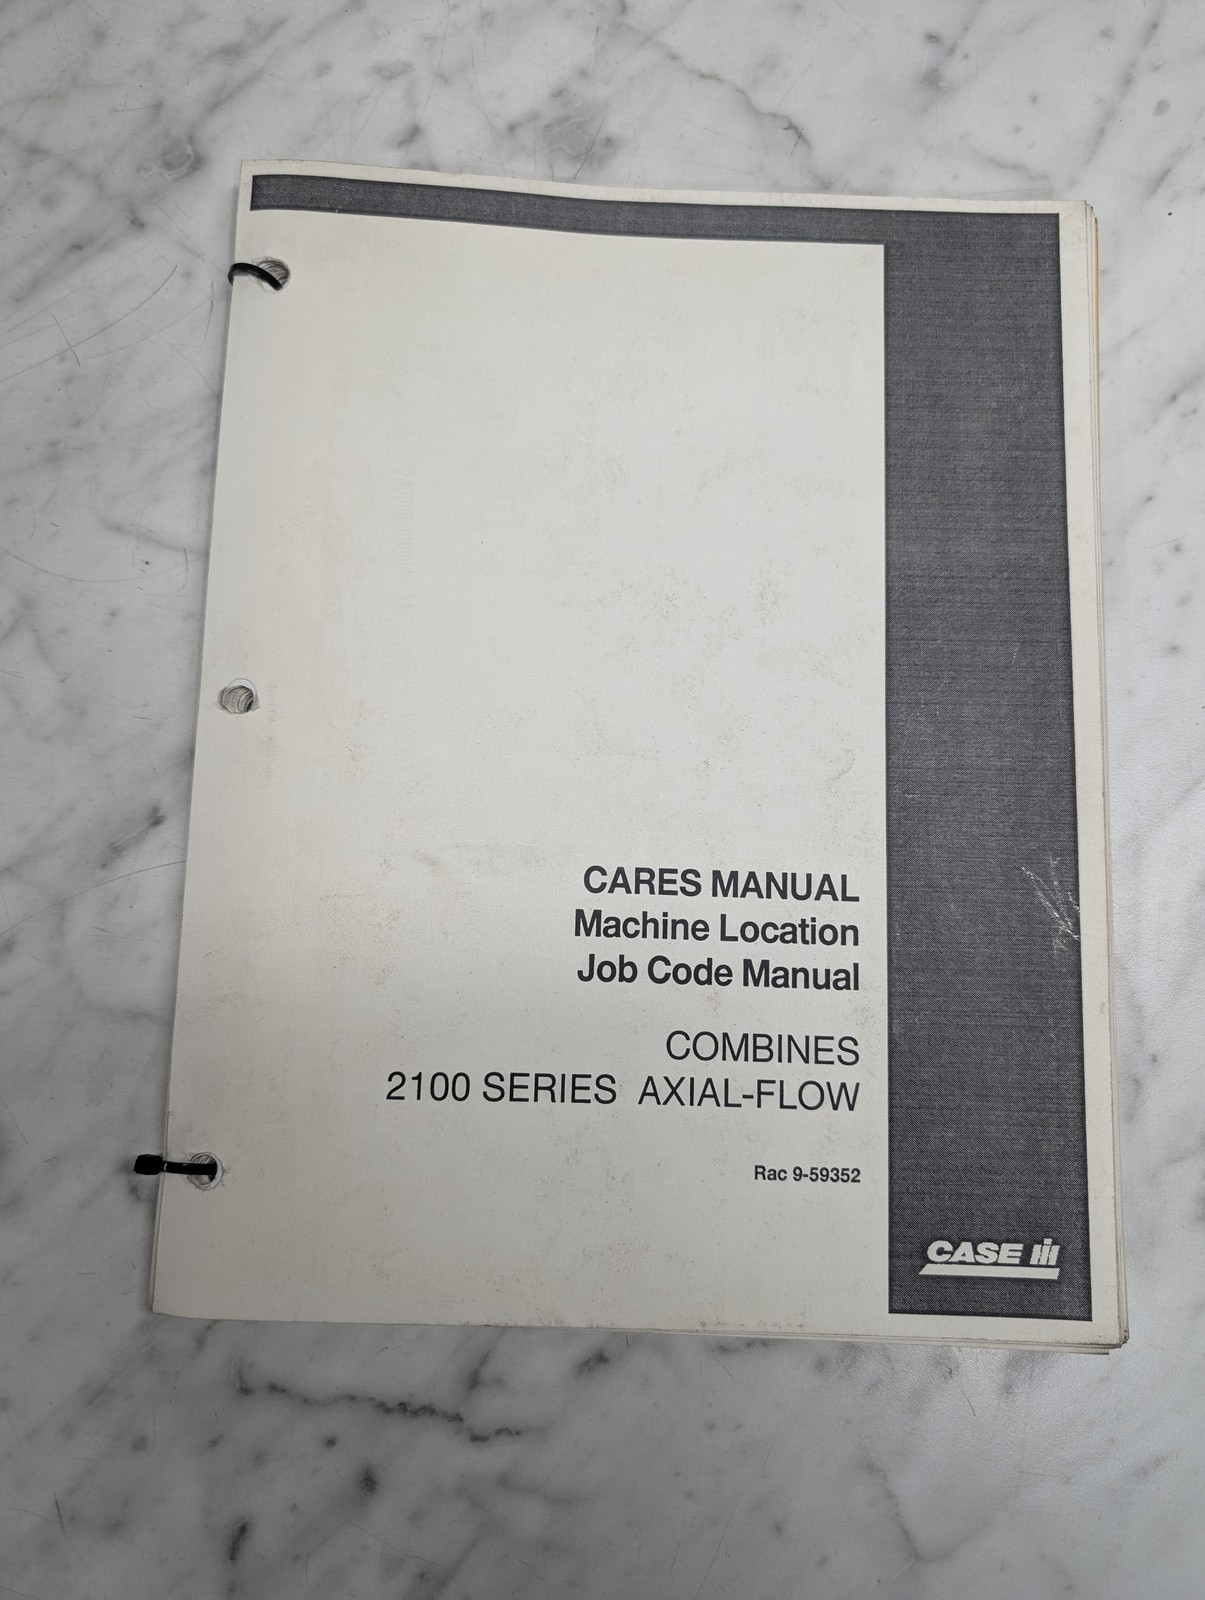 CARES MANUAL
Machine Location
Job Code Manual
COMBINES
2100 SERIES AXIAL-FLOW
Rac 9-59352
CASE IH